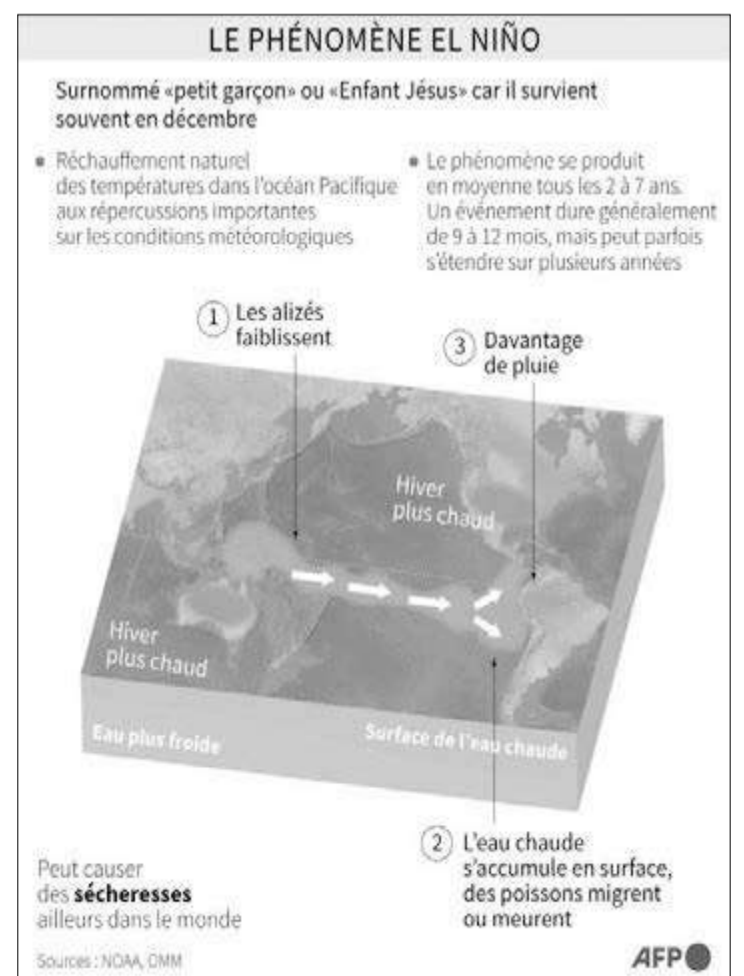 LE PHÉNOMÈNE EL NIÑO
Surnommé «petit garçon» ou «Enfant Jésus» car il survient
souvent en décembre
Réchauffement naturel
des températures dans l'océan Pacifique
aux répercussions importantes
sur les conditions météorologiques
Le phénomène se produit
en moyenne tous les 2 à 7 ans.
Un événement dure généralement
de 9 à 12 mois, mais peut parfois
s'étendre sur plusieurs années
1 Les alizés
faiblissent
3 Davantage
de pluie
Hiver
plus chaud
Hiver
plus chaud
Eau plus froide
Surface de l'eau chaude
2 L'eau chaude
s'accumule en surface,
des poissons migrent
ou meurent
Peut causer
des sécheresses
ailleurs dans le monde
Sources : NOAA, OMM
AFP